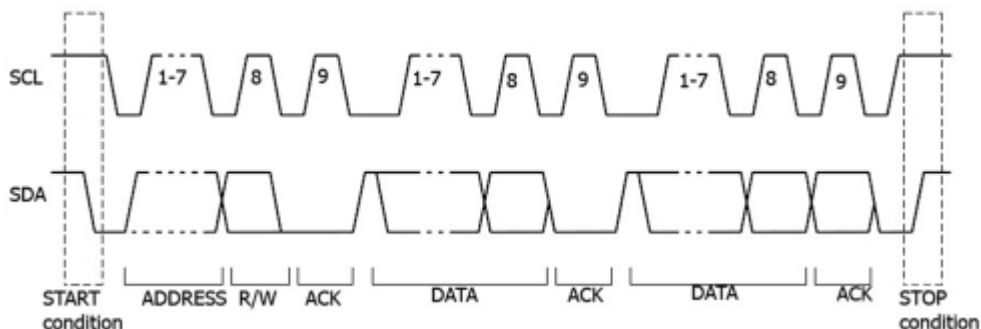 SCL 1-7 8 9 1-7 8 9 1-7 8 9
SDA
START
condition
ADDRESS R/W ACK DATA ACK DATA ACK
STOP
condition